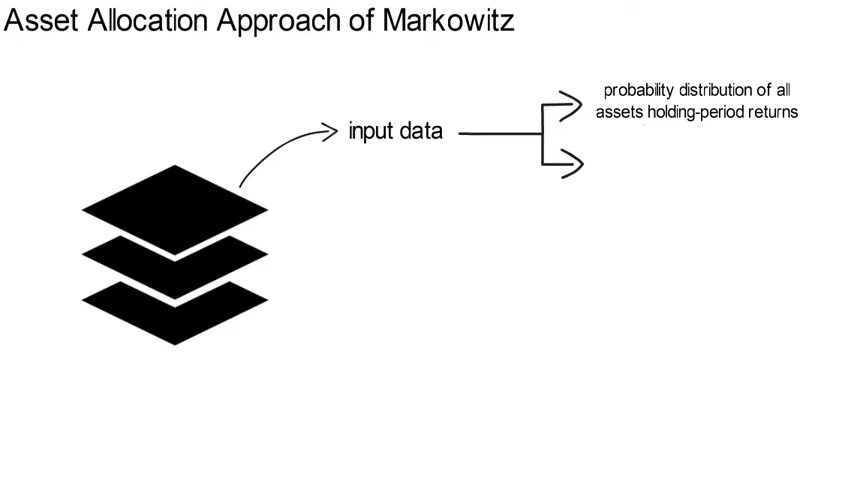 Asset Allocation Approach of Markowitz
probability distribution of all
assets holding-period returns
input data